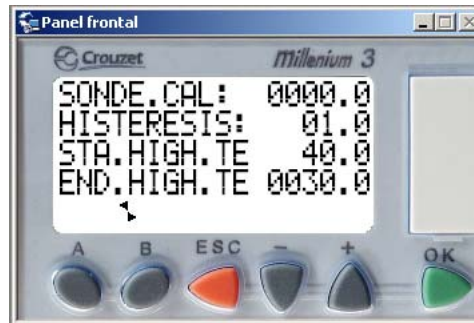 Panel frontal
Crouzet millenium 3
SONDE.CAL: 0000.0
HISTERESIS: 01.0
STA.HIGH.TE 40.0
END.HIGH.TE 0030.0
A B ESC - + OK